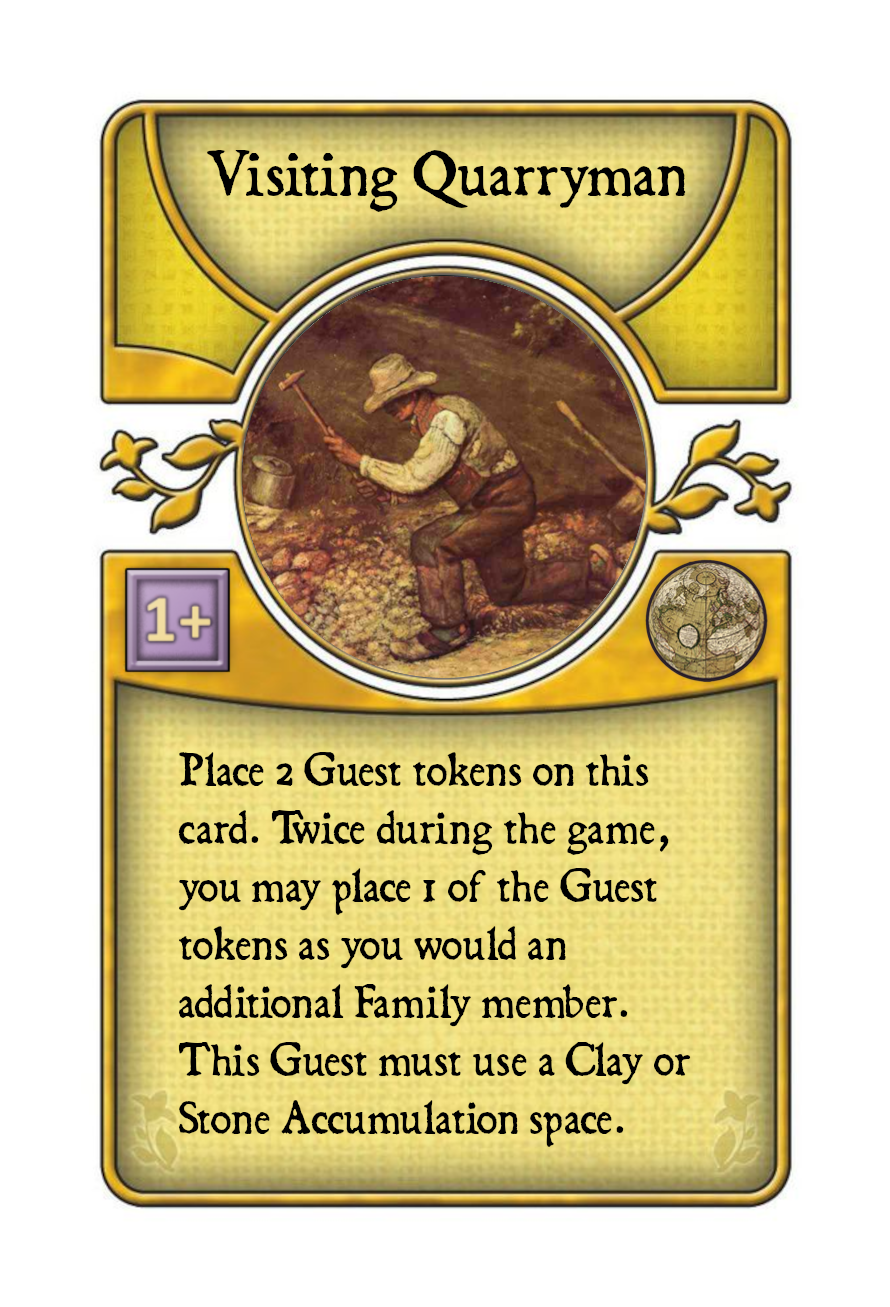 Visiting Quarryman
1+
Place 2 Guest tokens on this
card. Twice during the game,
you may place 1 of the Guest
tokens as you would an
additional Family member.
This Guest must use a Clay or
Stone Accumulation space.